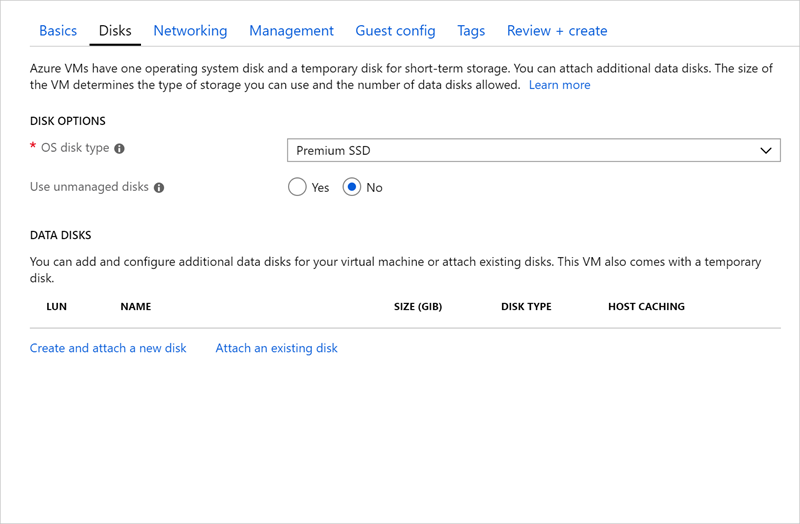 Basics Disks Networking Management Guest config Tags Review + create
Azure VMs have one operating system disk and a temporary disk for short-term storage. You can attach additional data disks. The size of
the VM determines the type of storage you can use and the number of data disks allowed. Learn more
DISK OPTIONS
* OS disk type
Premium SSD
Use unmanaged disks
Yes No
DATA DISKS
You can add and configure additional data disks for your virtual machine or attach existing disks. This VM also comes with a temporary
disk.
LUN NAME SIZE (GIB) DISK TYPE HOST CACHING
Create and attach a new disk Attach an existing disk